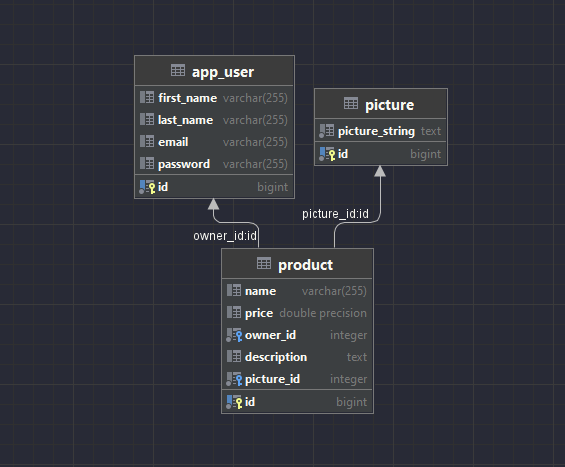 app_user
first_name varchar(255)
last_name varchar(255)
email varchar(255)
password varchar(255)
id bigint
picture
picture_string text
id bigint
owner_id:id
picture_id:id
product
name varchar(255)
price double precision
owner_id integer
description text
picture_id integer
id bigint